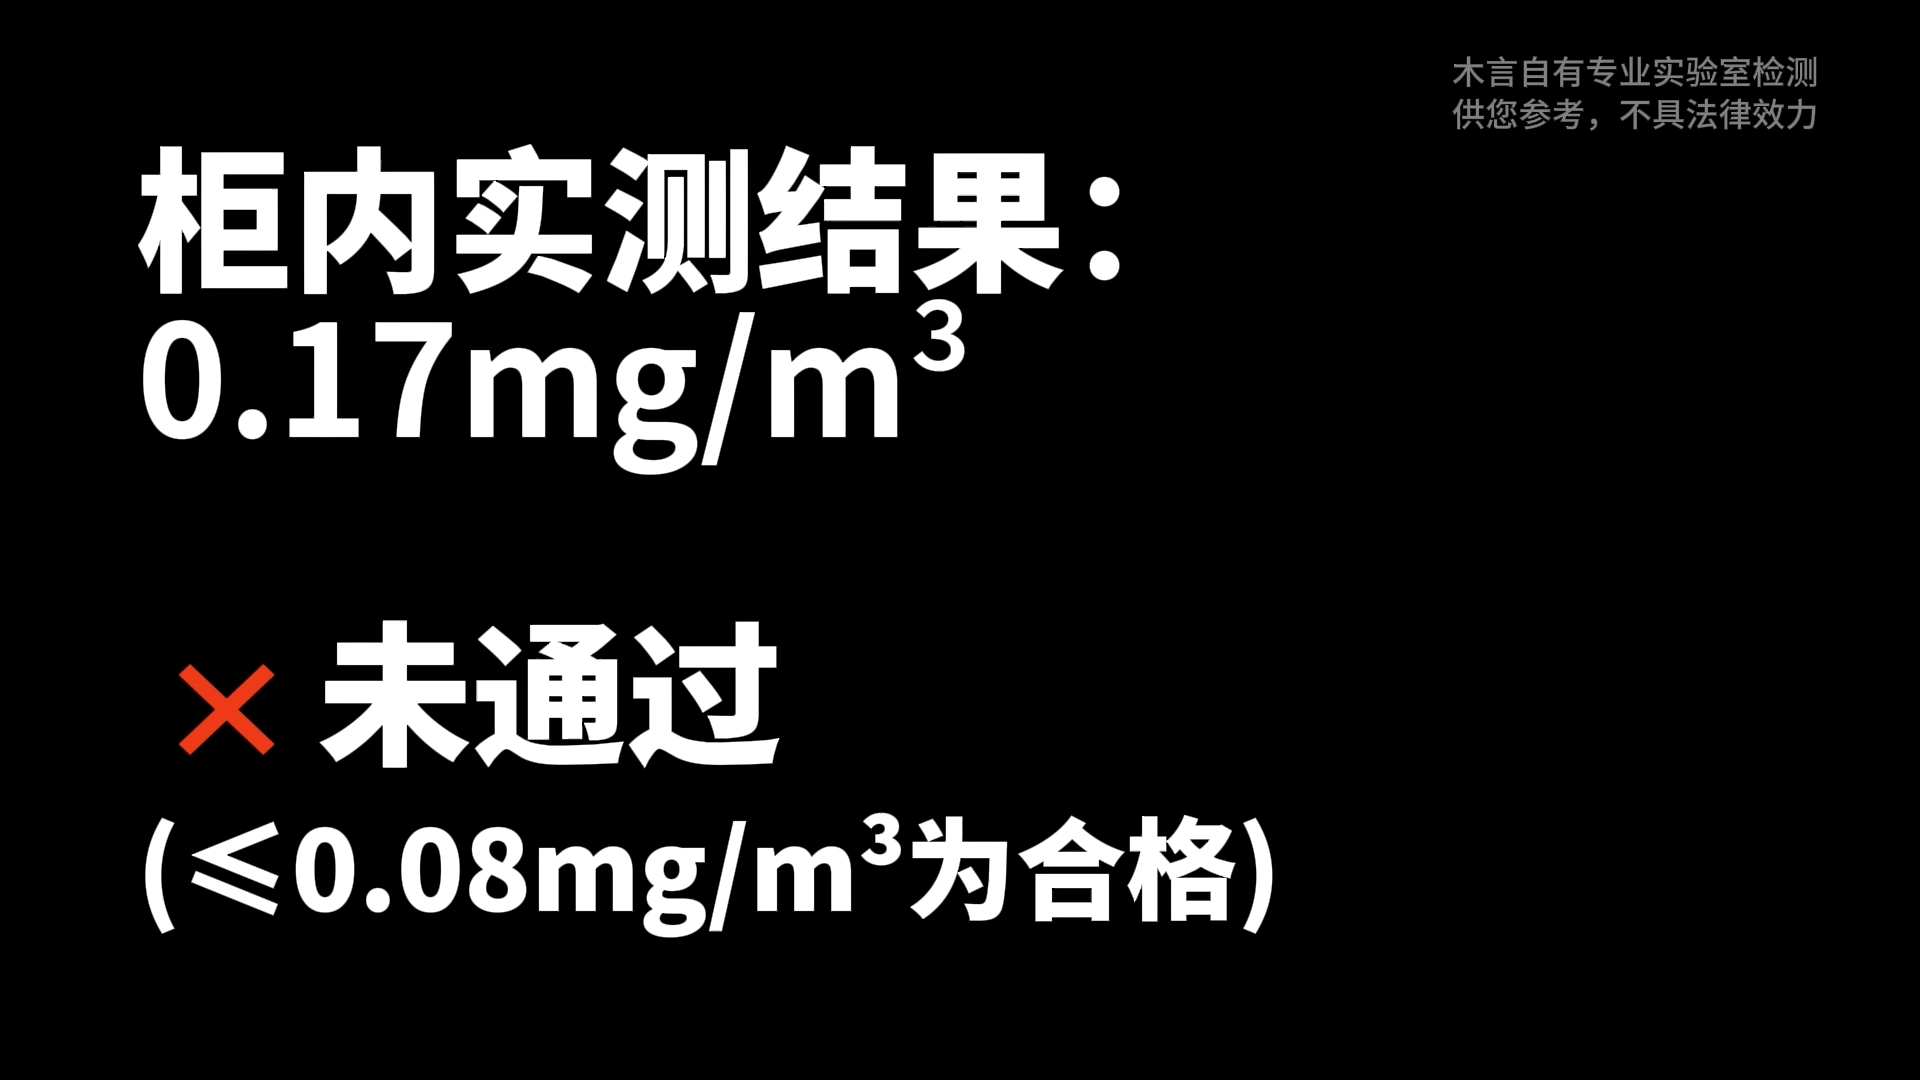 木言自有专业实验室检测
供您参考，不具法律效力
柜内实测结果：
0.17mg/m³
× 未通过
(≤0.08mg/m³为合格)